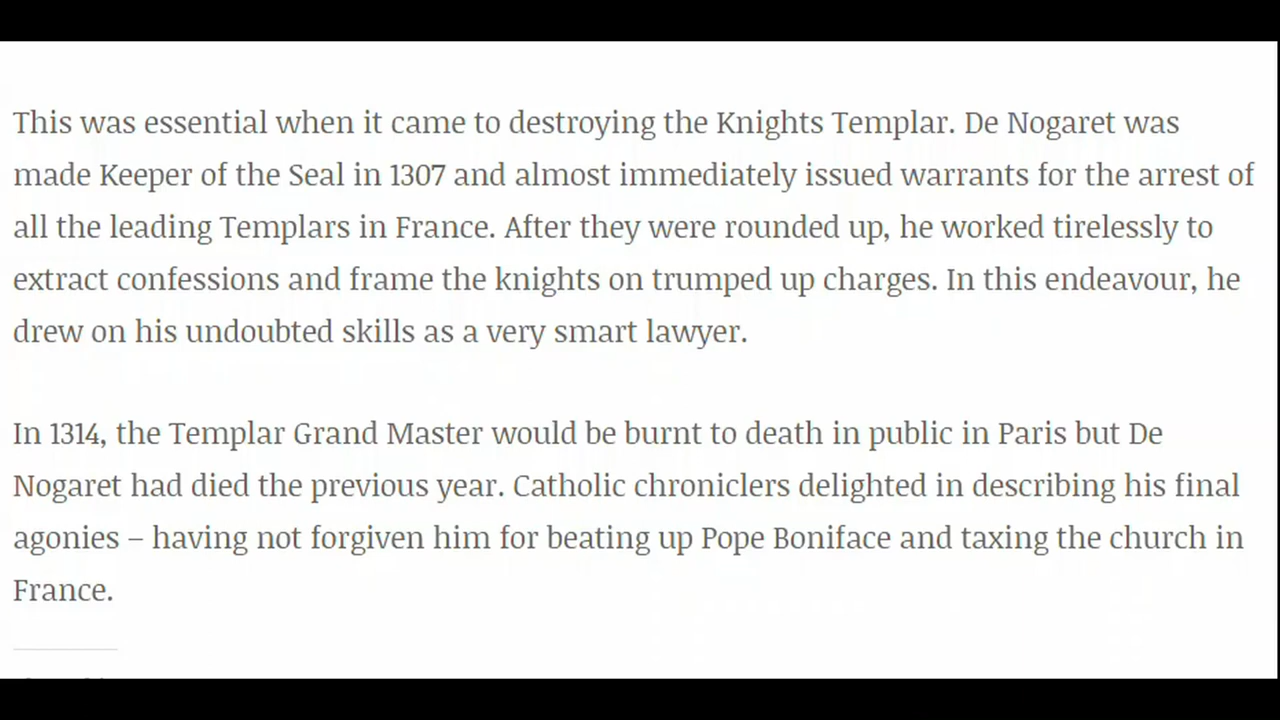 This was essential when it came to destroying the Knights Templar. De Nogaret was
made Keeper of the Seal in 1307 and almost immediately issued warrants for the arrest of
all the leading Templars in France. After they were rounded up, he worked tirelessly to
extract confessions and frame the knights on trumped up charges. In this endeavour, he
drew on his undoubted skills as a very smart lawyer.
In 1314, the Templar Grand Master would be burnt to death in public in Paris but De
Nogaret had died the previous year. Catholic chroniclers delighted in describing his final
agonies – having not forgiven him for beating up Pope Boniface and taxing the church in
France.